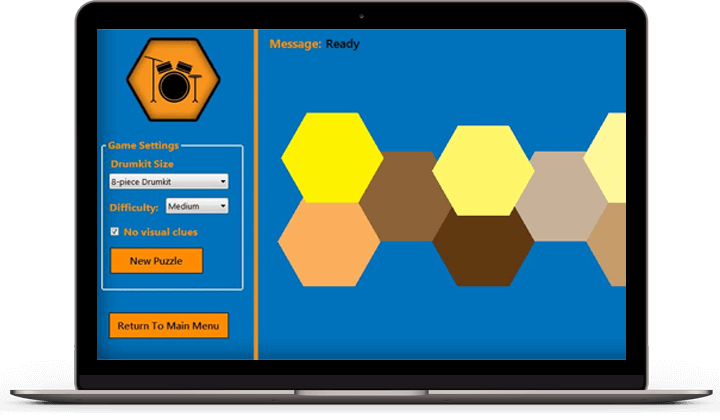 Message: Ready
Game Settings
Drumkit Size
8-piece Drumkit
Difficulty: Medium
No visual clues
New Puzzle
Return To Main Menu